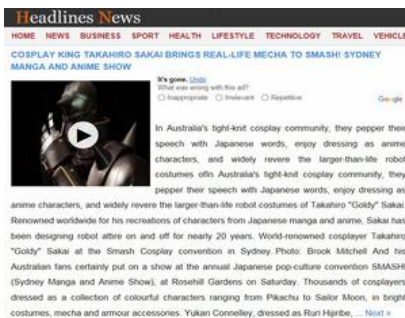 Headlines News
HOME NEWS BUSINESS SPORT HEALTH LIFESTYLE TECHNOLOGY TRAVEL VEHICLE
COSPLAY KING TAKAHIRO SAKAI BRINGS REAL-LIFE MECHA TO SMASH! SYDNEY
MANGA AND ANIME SHOW
It's gone. Undo
What was wrong with this ad?
Inappropriate Irrelevant Repetitive
Google
In Australia's tight-knit cosplay community, they pepper their
speech with Japanese words, enjoy dressing as anime
characters, and widely revere the larger-than-life robot
costumes ofIn Australia's tight-knit cosplay community, they
pepper their speech with Japanese words, enjoy dressing as
anime characters, and widely revere the larger-than-life robot costumes of Takahiro "Goldy" Sakai.
Renowned worldwide for his recreations of characters from Japanese manga and anime, Sakai has
been designing robot attire on and off for nearly 20 years. World-renowned cosplayer Takahiro
"Goldy" Sakai at the Smash Cosplay convention in Sydney. Photo: Brook Mitchell And his
Australian fans certainly put on a show at the annual Japanese pop-culture convention SMASH!
(Sydney Manga and Anime Show), at Rosehill Gardens on Saturday. Thousands of cosplayers
dressed as a collection of colourful characters ranging from Pikachu to Sailor Moon, in bright
costumes, mecha and armour accessories. Yukari Connelley, dressed as Ruri Hijiribe, ... Next »